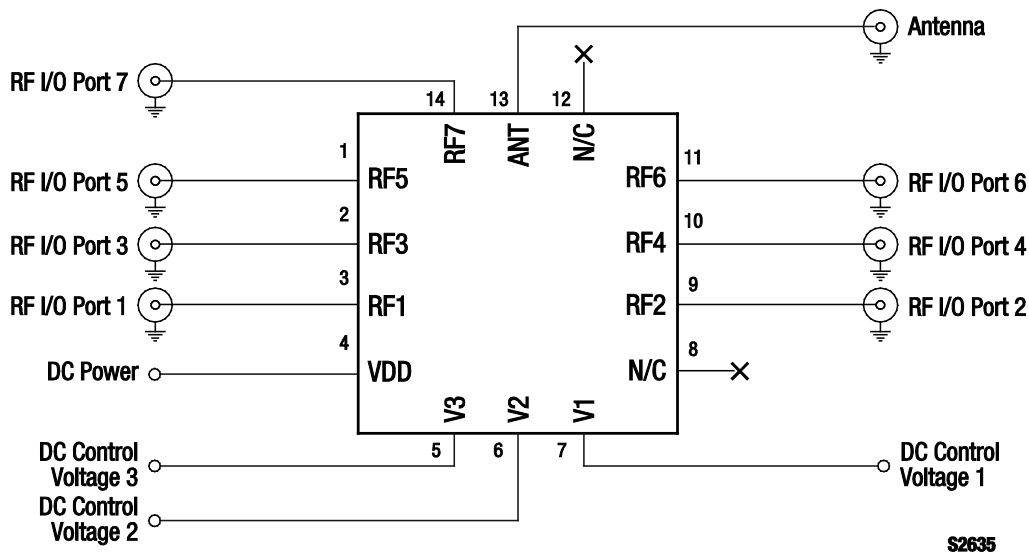 Antenna
RF I/O Port 7
14
13
12
RF7
ANT
N/C
1
11
RF I/O Port 5
RF5
RF6
RF I/O Port 6
2
10
RF I/O Port 3
RF3
RF4
RF I/O Port 4
3
9
RF I/O Port 1
RF1
RF2
RF I/O Port 2
4
8
DC Power
VDD
N/C
V3
V2
V1
5
6
7
DC Control
Voltage 3
DC Control
Voltage 1
DC Control
Voltage 2
S2635